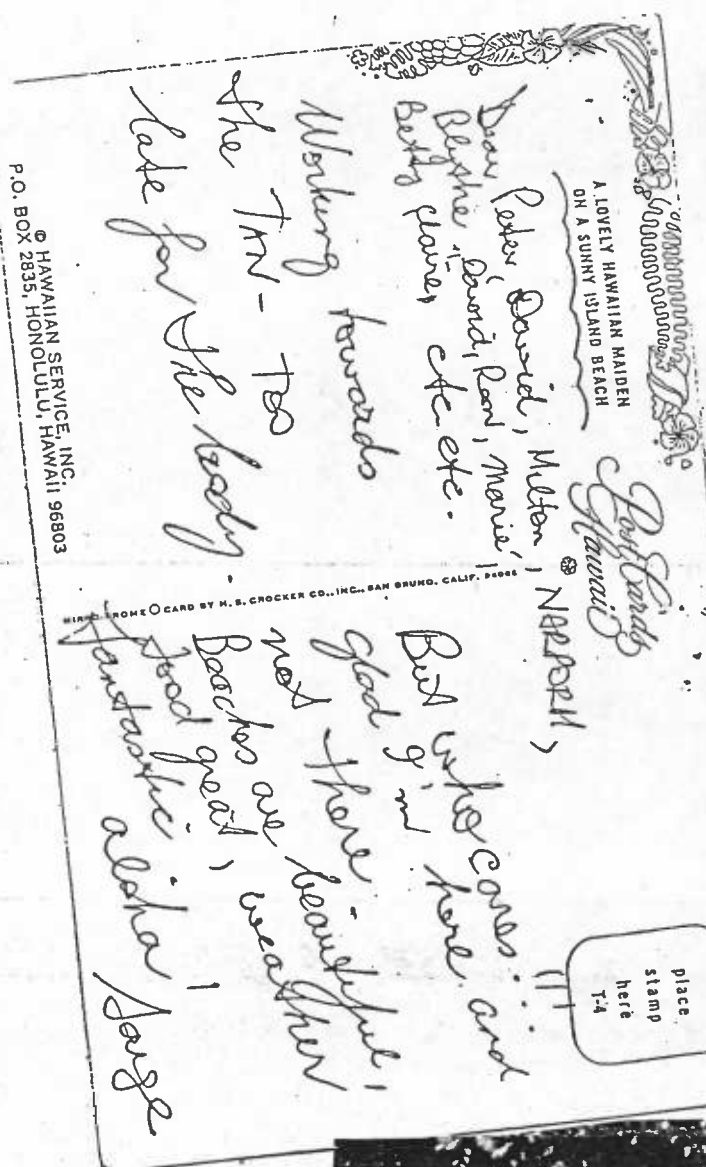 A LOVELY HAWAIIAN MAIDEN
ON A SUNNY ISLAND BEACH
Post Cards
Hawaii
place
stamp
here
T-4
Dear Peter, David, Milton, NARPORH,
Blythe, David, Ron, Marie,
Betty Claire, etc. etc.
Working towards
the TAN - Too
late for the body.
But who cares...
glad I'm here and
not there.
Beaches are beautiful,
food great, weather
fantastic
aloha,
© HAWAIIAN SERVICE, INC.
P.O. BOX 2835, HONOLULU, HAWAII 96803
CARD BY H. S. CROCKER CO., INC., SAN BRUNO, CALIF.